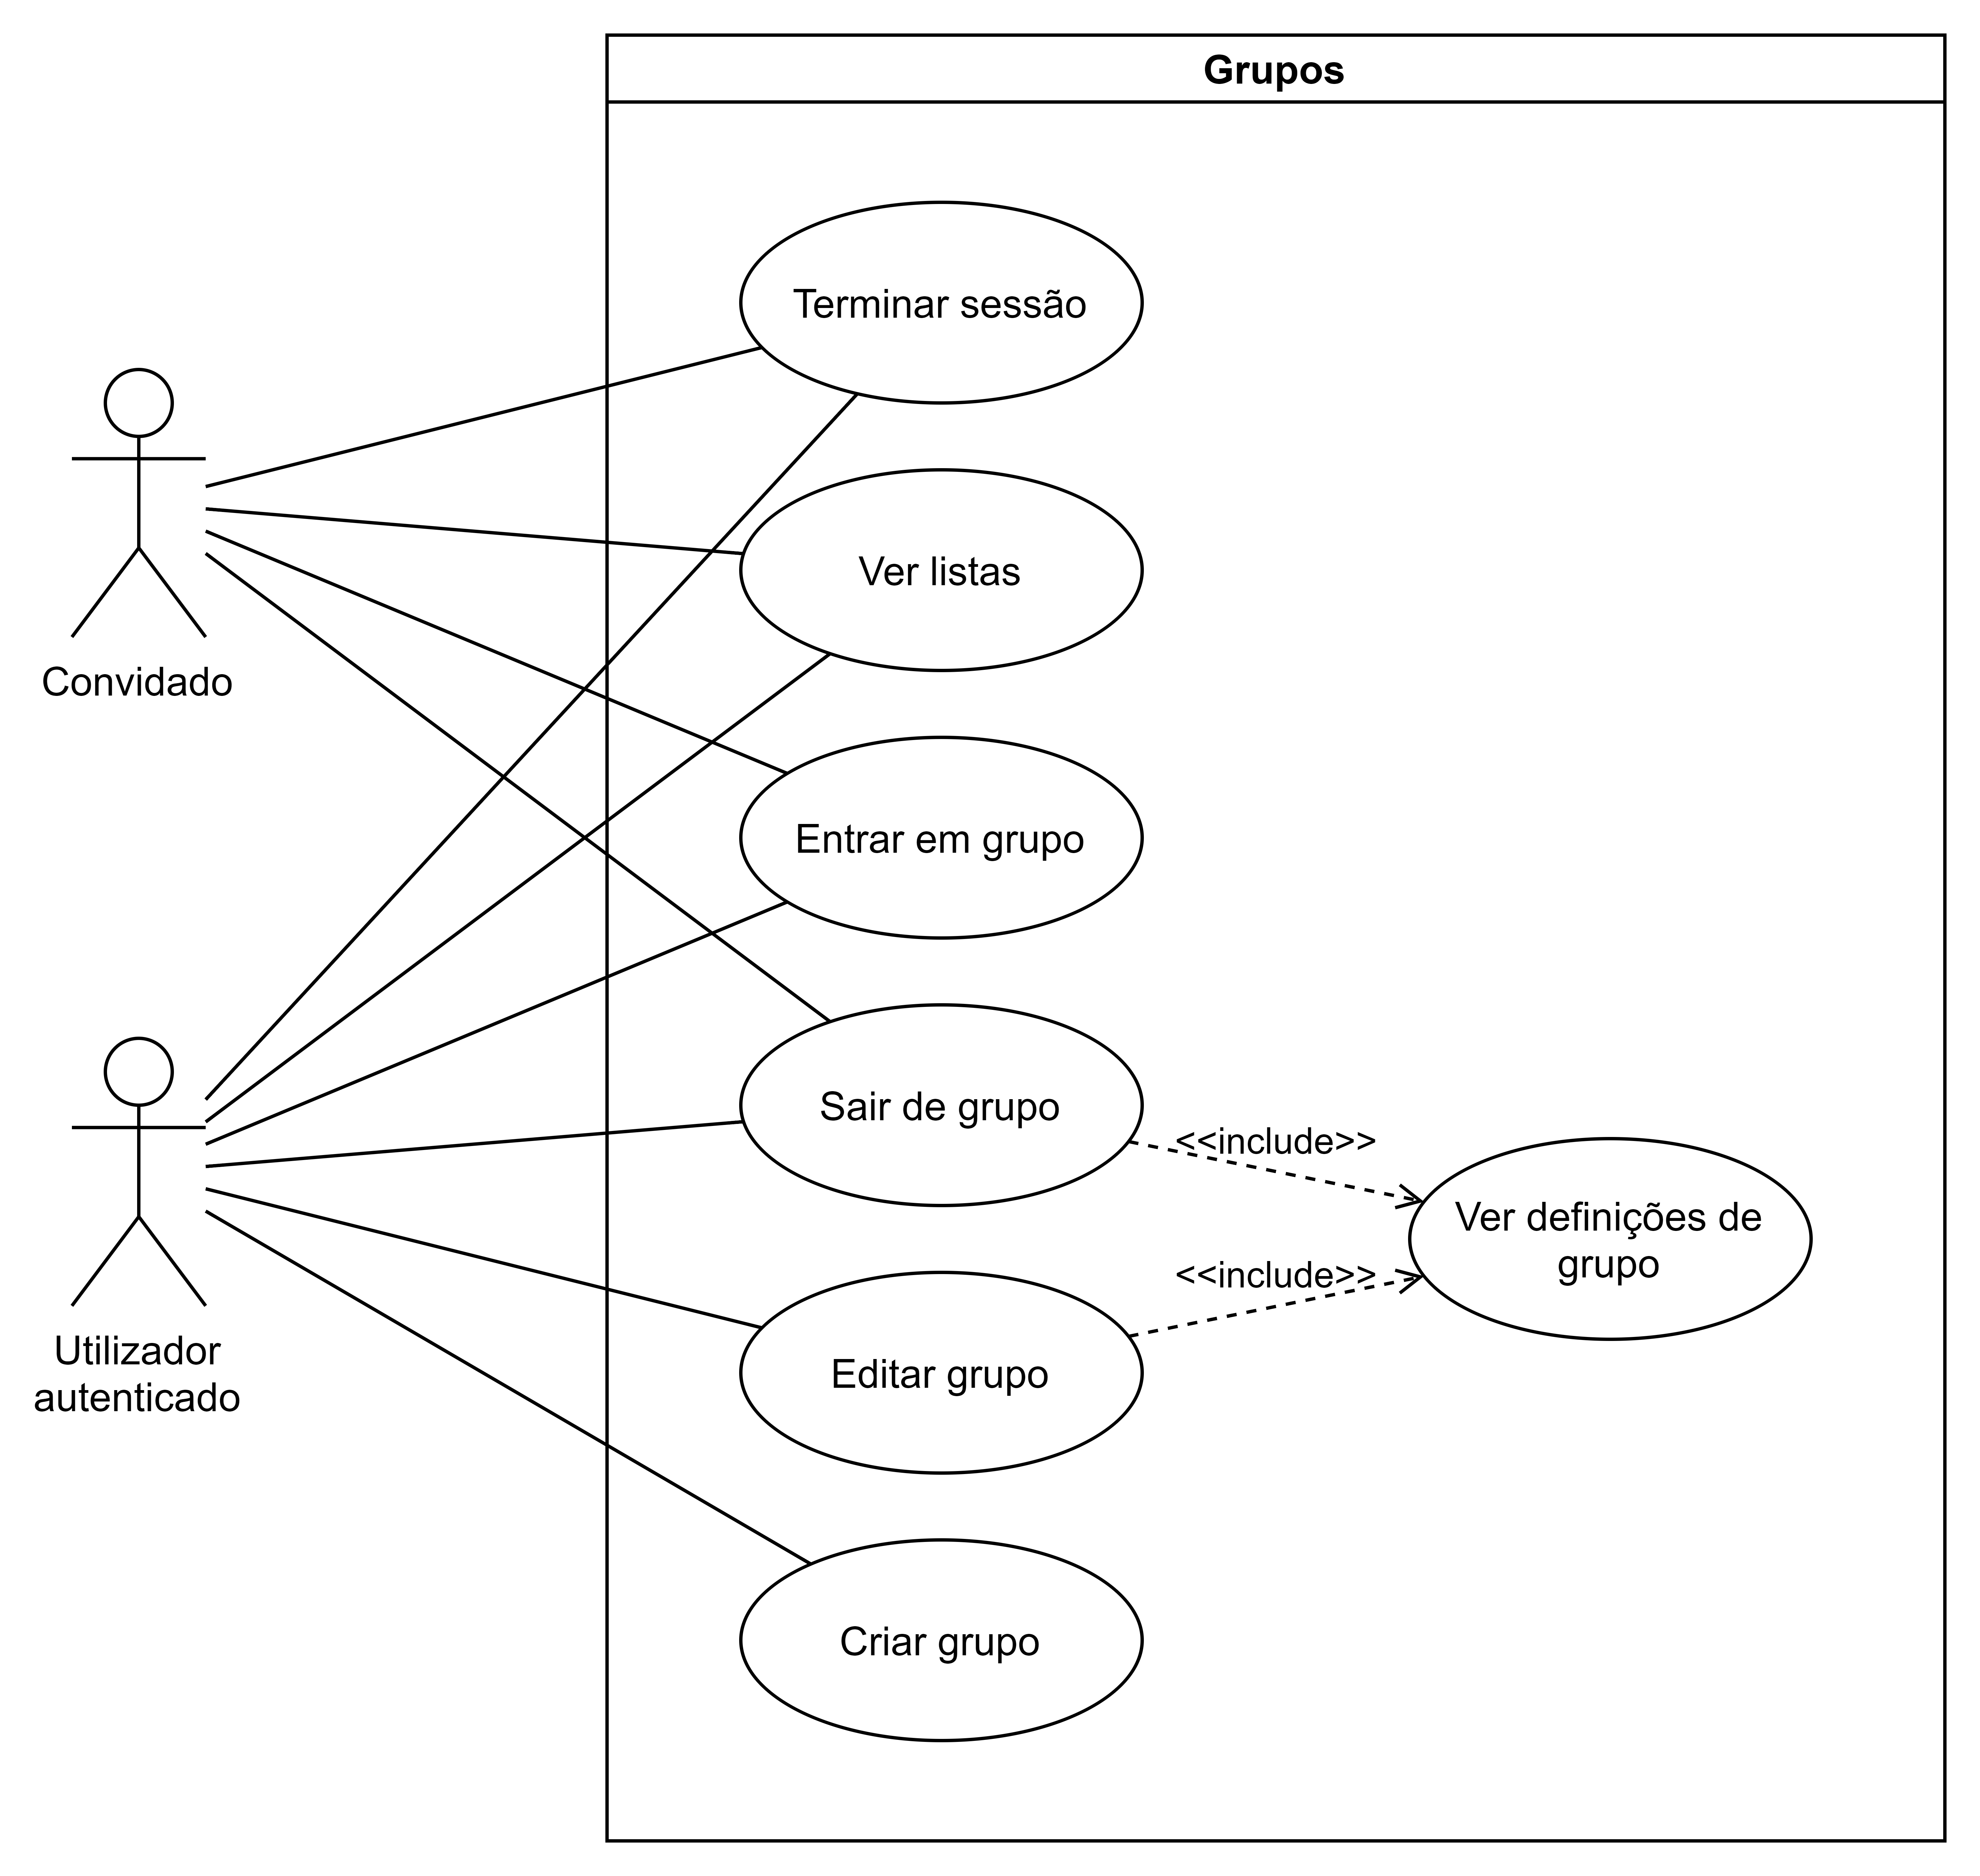 Grupos
Terminar sessão
Ver listas
Convidado
Entrar em grupo
Sair de grupo
<<include>>
Ver definições de
grupo
<<include>>
Utilizador
autenticado
Editar grupo
Criar grupo